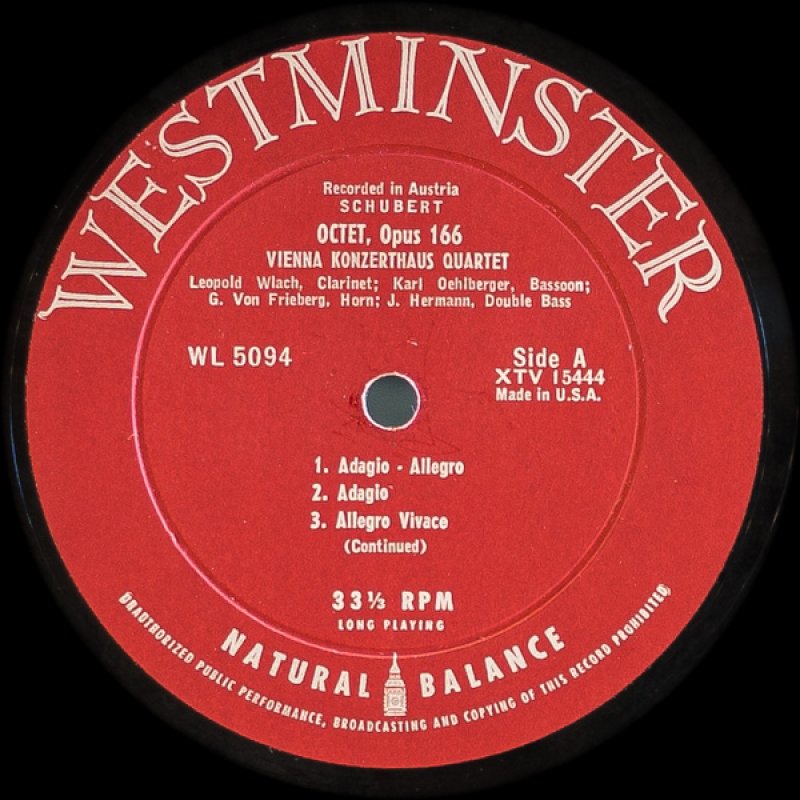 WESTMINSTER
Recorded in Austria
SCHUBERT
OCTET, Opus 166
VIENNA KONZERTHAUS QUARTET
Leopold Wlach, Clarinet; Karl Oehlberger, Bassoon;
G. Von Frieberg, Horn; J. Hermann, Double Bass
WL 5094
Side A
XTV 15444
Made in U.S.A.
1. Adagio - Allegro
2. Adagio
3. Allegro Vivace
(Continued)
33⅓ RPM
LONG PLAYING
NATURAL BALANCE
UNAUTHORIZED PUBLIC PERFORMANCE, BROADCASTING AND COPYING OF THIS RECORD PROHIBITED